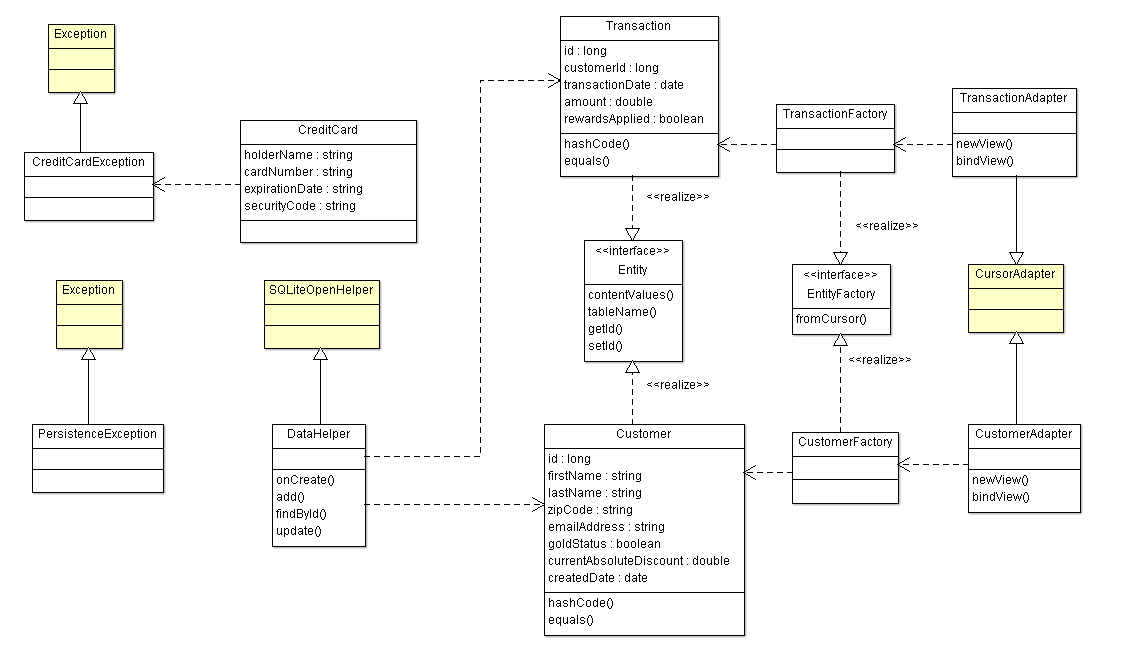 Exception
CreditCardException
CreditCard
holderName : string
cardNumber : string
expirationDate : string
securityCode : string
Transaction
id : long
customerId : long
transactionDate : date
amount : double
rewardsApplied : boolean
hashCode()
equals()
TransactionFactory
TransactionAdapter
newView()
bindView()
<<realize>>
<<realize>>
Exception
PersistenceException
SQLiteOpenHelper
DataHelper
onCreate()
add()
findById()
update()
<<interface>>
Entity
contentValues()
tableName()
getId()
setId()
<<interface>>
EntityFactory
fromCursor()
CursorAdapter
<<realize>>
<<realize>>
Customer
id : long
firstName : string
lastName : string
zipCode : string
emailAddress : string
goldStatus : boolean
currentAbsoluteDiscount : double
createdDate : date
hashCode()
equals()
CustomerFactory
CustomerAdapter
newView()
bindView()